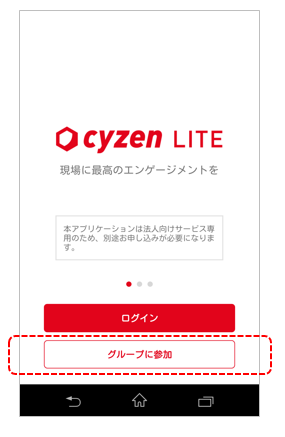 cyzen LITE
現場に最高のエンゲージメントを
本アプリケーションは法人向けサービス専
用のため、別途お申し込みが必要になりま
す。
ログイン
グループに参加